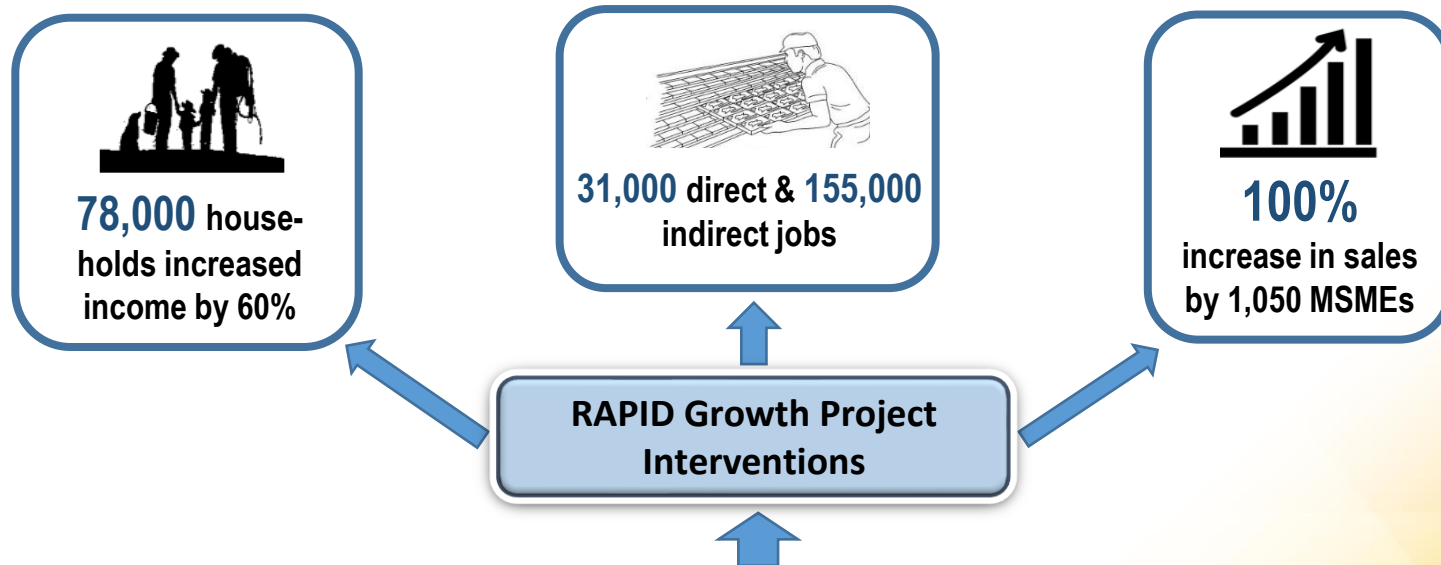 78,000 house-
holds increased
income by 60%
31,000 direct & 155,000
indirect jobs
100%
increase in sales
by 1,050 MSMEs
RAPID Growth Project
Interventions